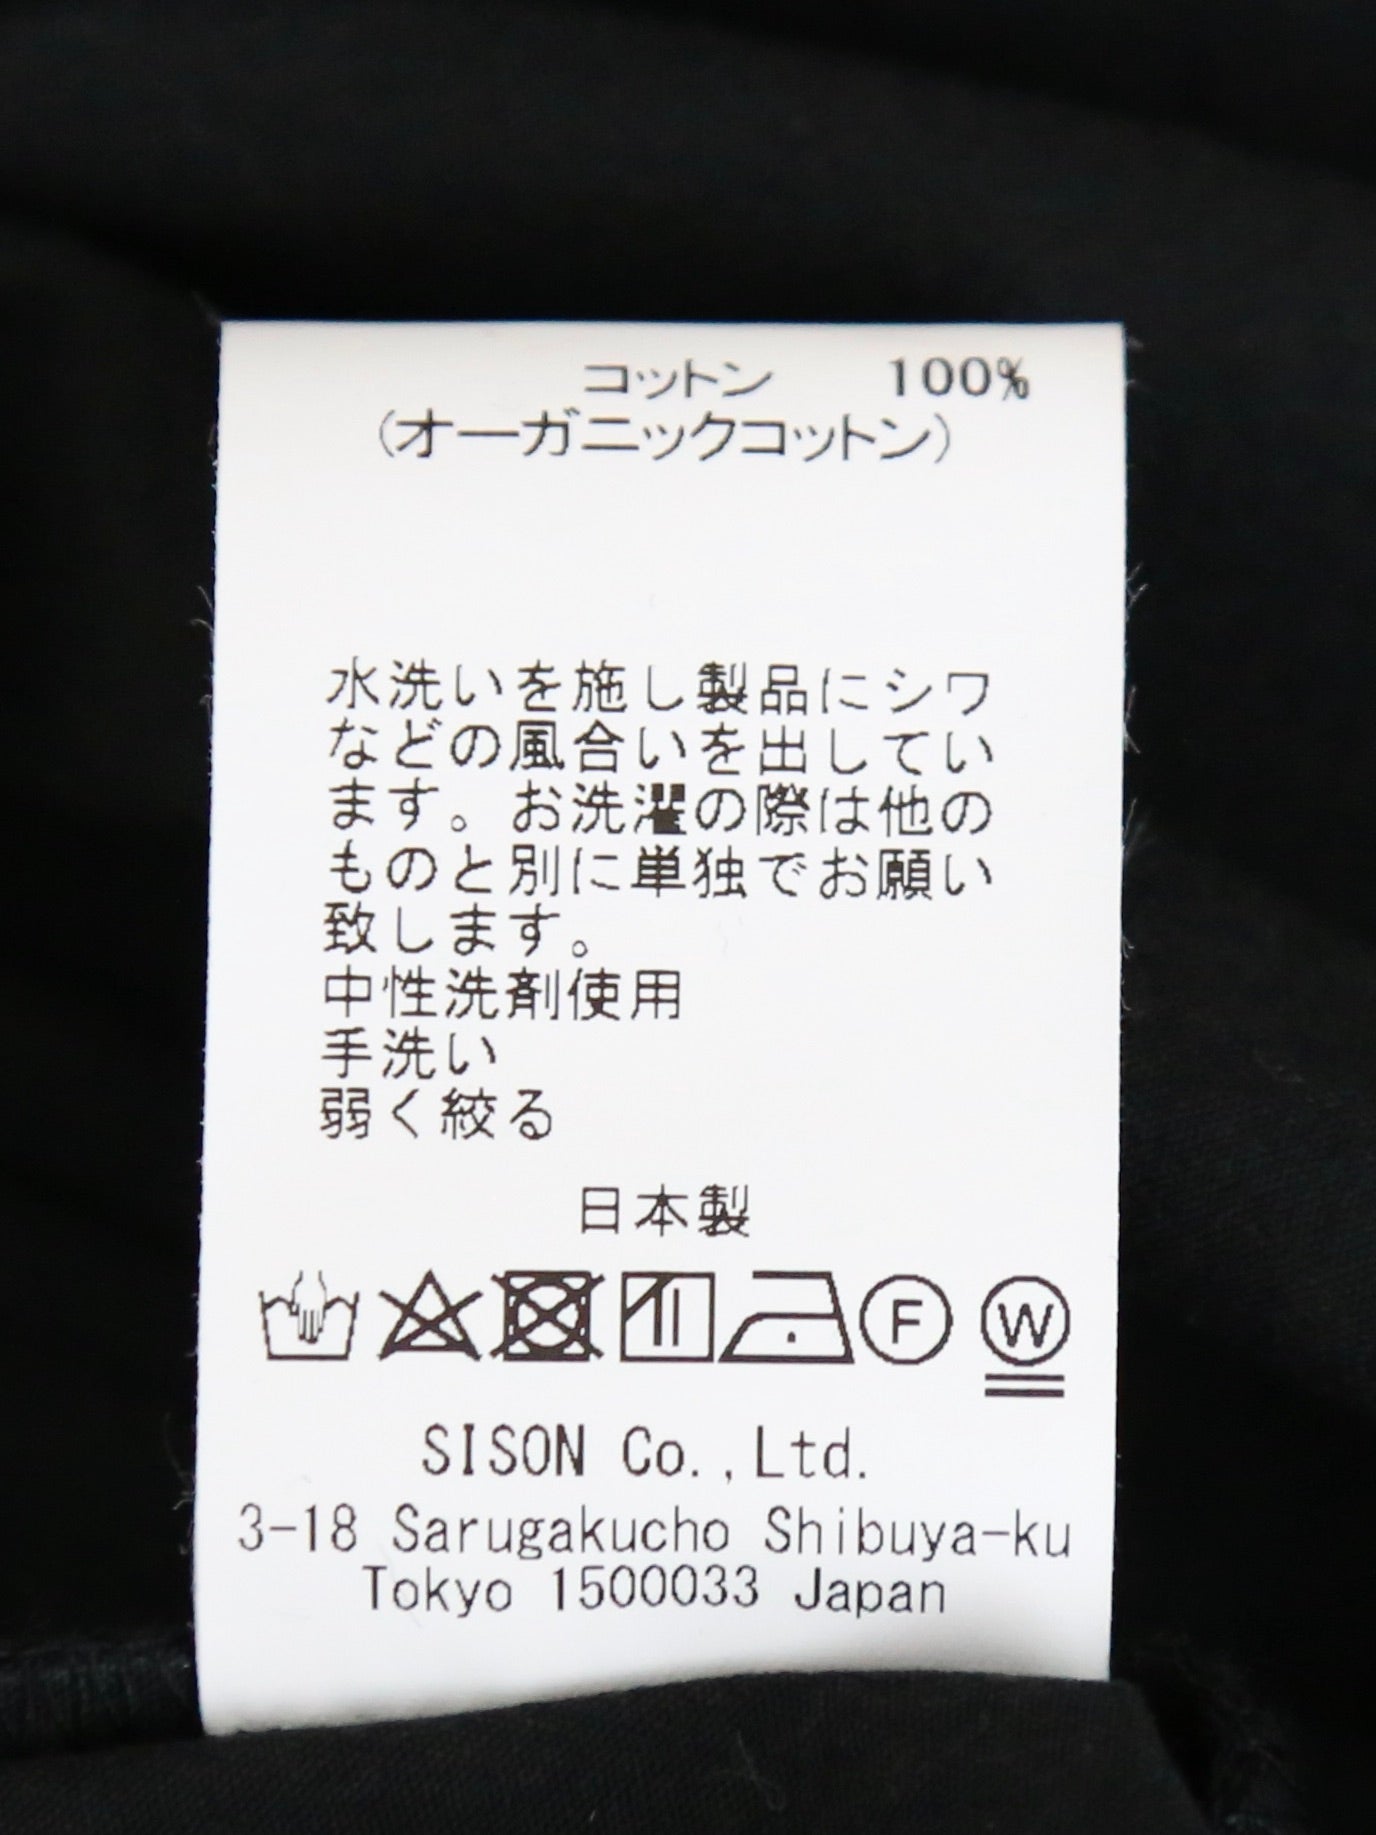 コットン 100%
(オーガニックコットン)
水洗いを施し製品にシワ
などの風合いを出してい
ます。お洗濯の際は他の
ものと別に単独でお願い
致します。
中性洗剤使用
手洗い
弱く絞る
日本製
F W
SISON Co.,Ltd.
3-18 Sarugakucho Shibuya-ku
Tokyo 1500033 Japan